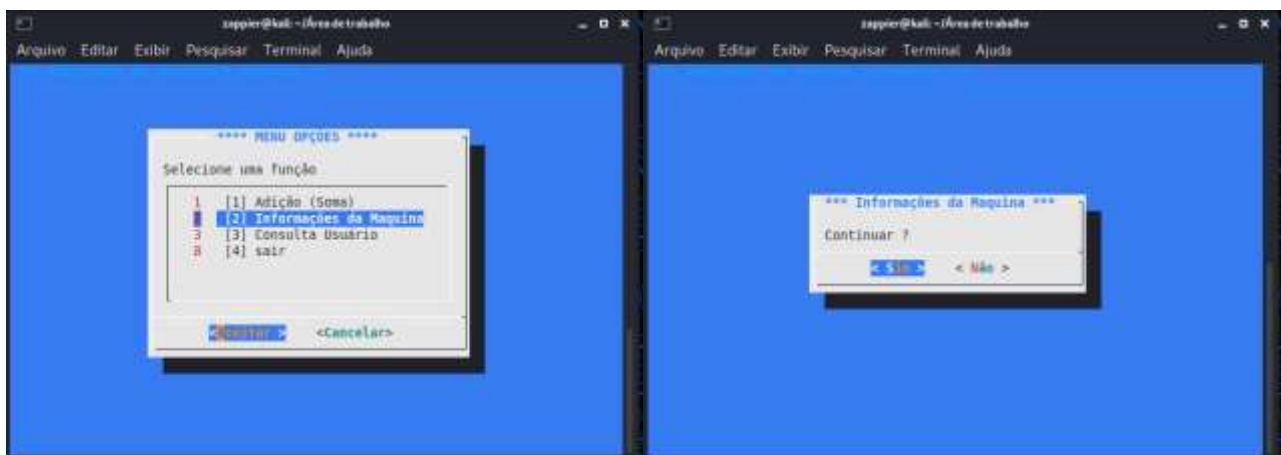 zappier@kali: ~/Área de trabalho
Arquivo Editar Exibir Pesquisar Terminal Ajuda
**** MENU OPÇÕES ****
Selecione uma função
1 [1] Adição (Soma)
[2] Informações da Maquina
3 [3] Consulta Usuário
[4] sair
<Cancelar>
zappier@kali: ~/Área de trabalho
Arquivo Editar Exibir Pesquisar Terminal Ajuda
*** Informações da Maquina ***
Continuar ?
< Sim > < Não >